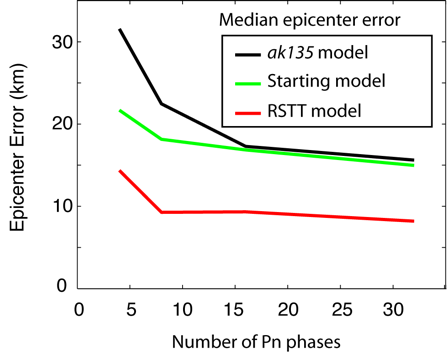 Median epicenter error
ak135 model
Starting model
RSTT model
Epicenter Error (km)
30
20
10
0
0 5 10 15 20 25 30
Number of Pn phases